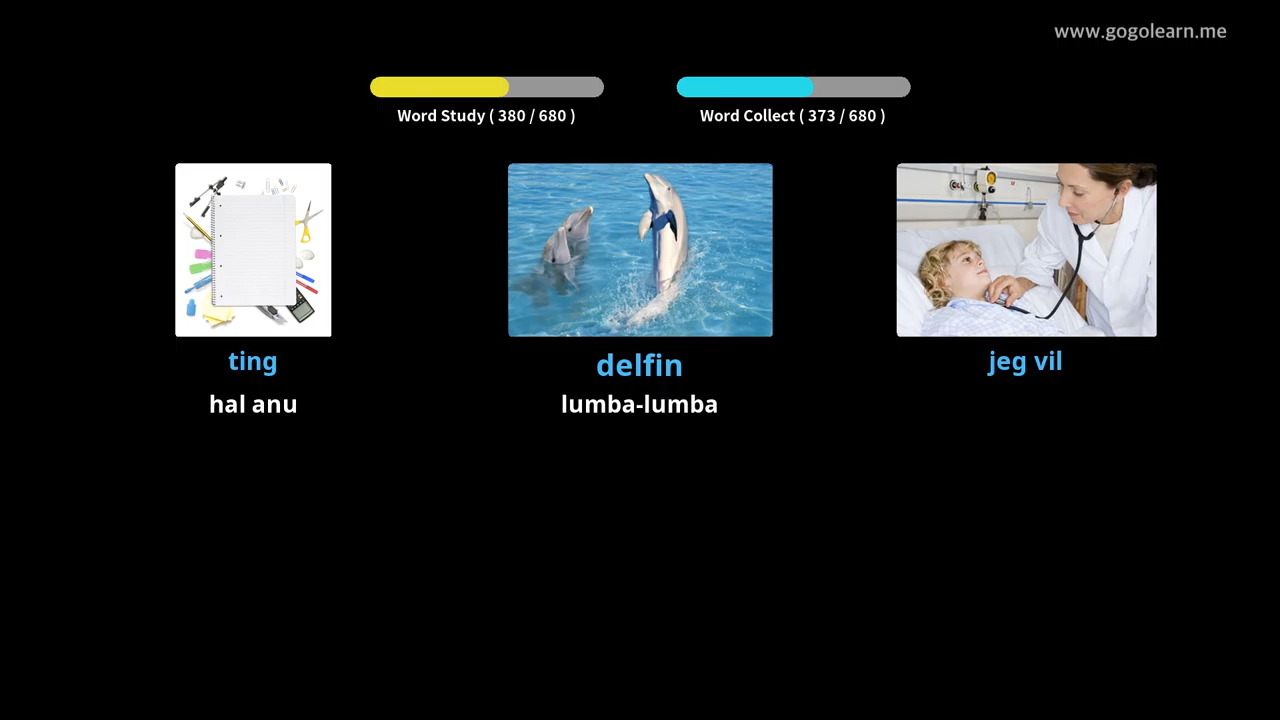 www.gogolearn.me
Word Study ( 380 / 680 )
Word Collect ( 373 / 680 )
ting
delfin
jeg vil
hal anu
lumba-lumba